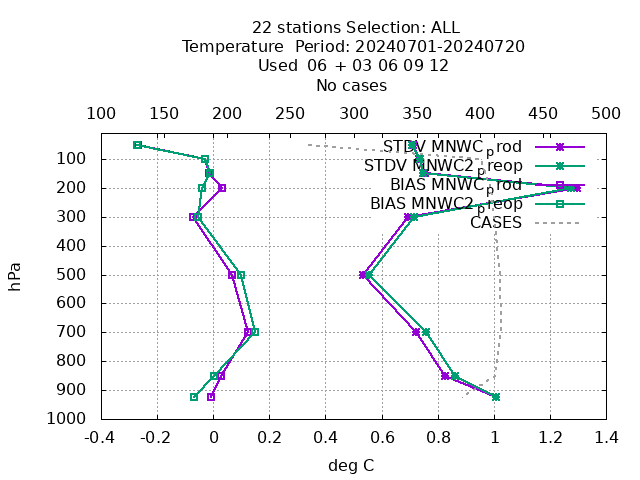 22 stations Selection: ALL
Temperature  Period: 20240701-20240720
Used  06 + 03 06 09 12
No cases
100 150 200 250 300 350 400 450 500
STDV MNWC_prod
STDV MNWC2_preop
BIAS MNWC_prod
BIAS MNWC2_preop
CASES
100
200
300
400
500
600
700
800
900
1000
hPa
-0.4 -0.2 0 0.2 0.4 0.6 0.8 1 1.2 1.4
deg C